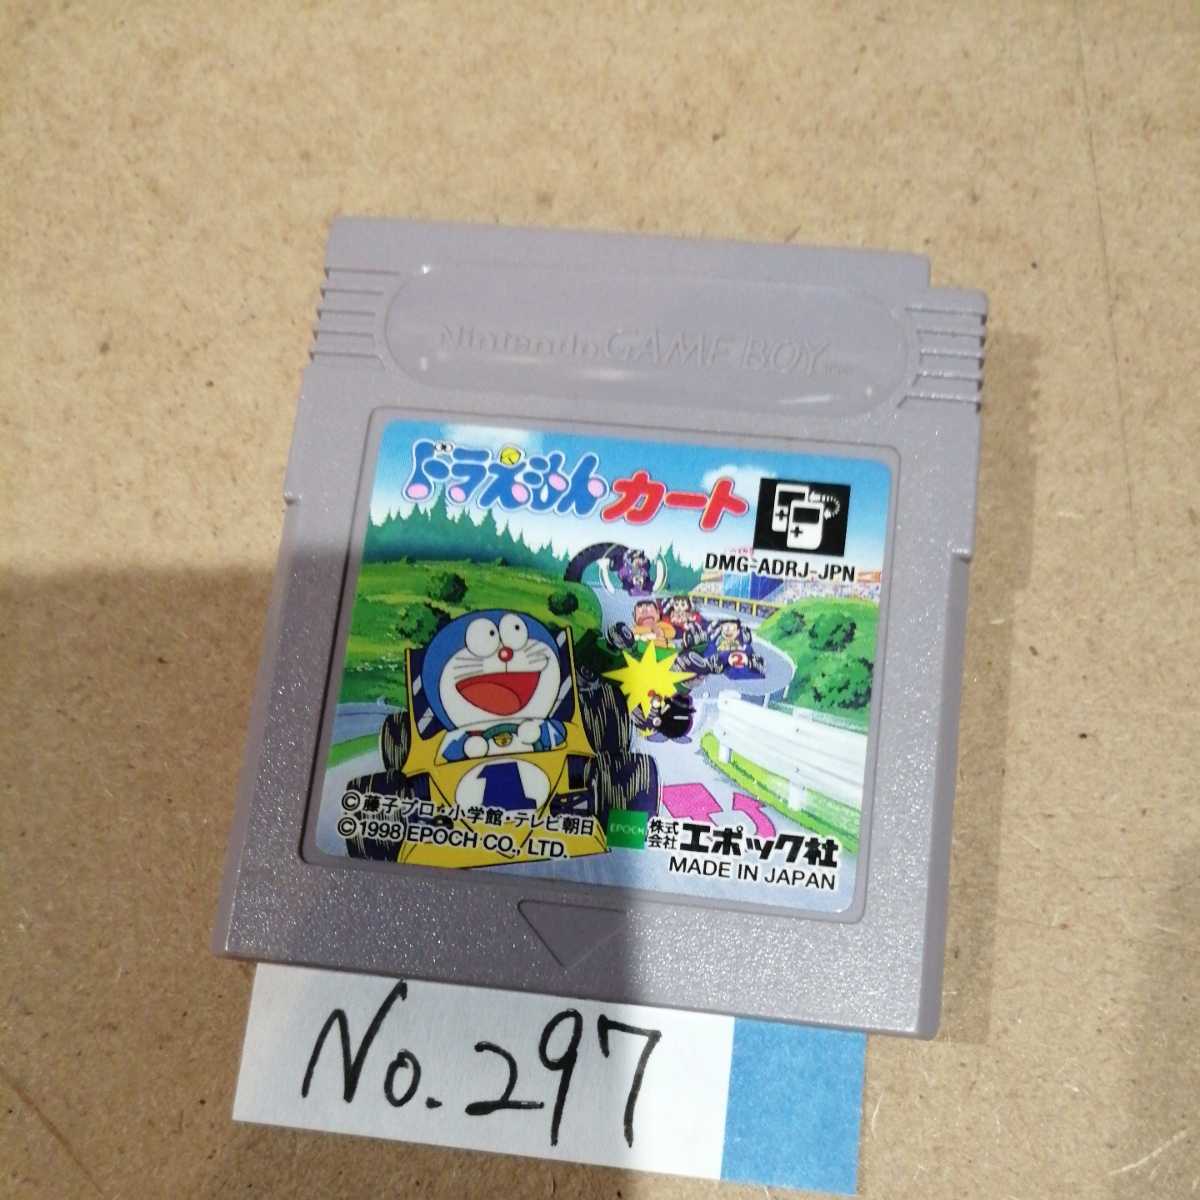 Nintendo GAME BOY
ドラえもん カート
DMG-ADRJ-JPN
2
1
©藤子プロ・小学館・テレビ朝日
©1998 EPOCH CO., LTD.
EPOCH 株式会社 エポック社
MADE IN JAPAN
No.297